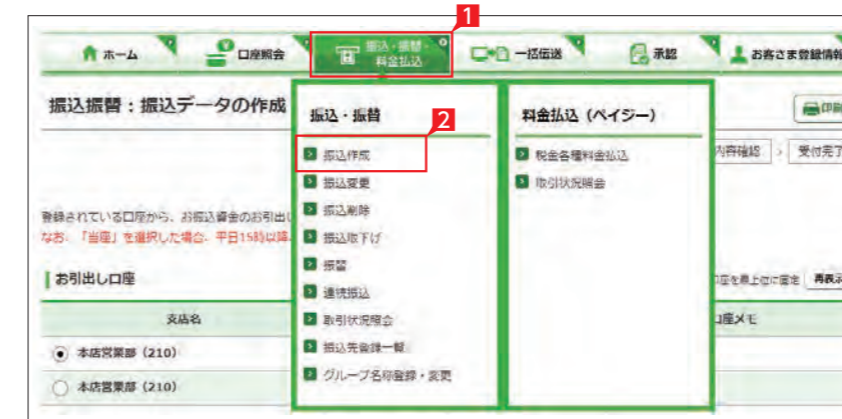 1
ホーム
口座照会
振込・振替・
料金払込
一括伝送
承認
お客さま登録情報
振込振替：振込データの作成
印刷
振込・振替
2
料金払込（ペイジー）
振込作成
振込変更
振込削除
振込取下げ
振替
連続振込
取引状況照会
振込先登録一覧
グループ名称登録・変更
税金各種料金払込
取引状況照会
内容確認
受付完了
登録されている口座から、お振込資金のお引出し
なお、「当座」を選択した場合、平日15時以降、
お引出し口座
口座を最上位に固定
再表示
支店名
口座メモ
本店営業部（210）
本店営業部（210）